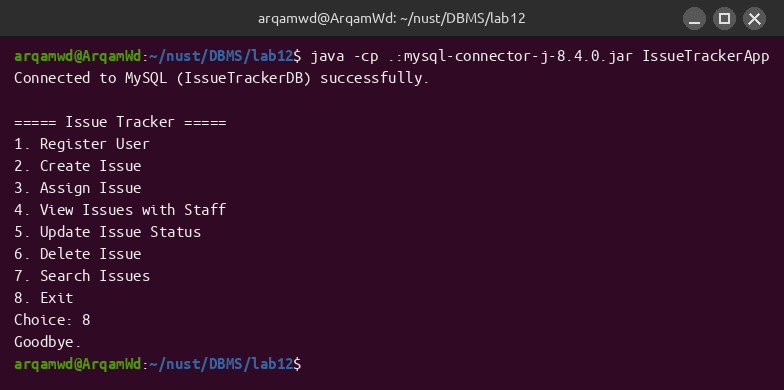 arqamwd@ArqamWd: ~/nust/DBMS/lab12
arqamwd@ArqamWd:~/nust/DBMS/lab12$ java -cp .:mysql-connector-j-8.4.0.jar IssueTrackerApp
Connected to MySQL (IssueTrackerDB) successfully.
===== Issue Tracker =====
1. Register User
2. Create Issue
3. Assign Issue
4. View Issues with Staff
5. Update Issue Status
6. Delete Issue
7. Search Issues
8. Exit
Choice: 8
Goodbye.
arqamwd@ArqamWd:~/nust/DBMS/lab12$